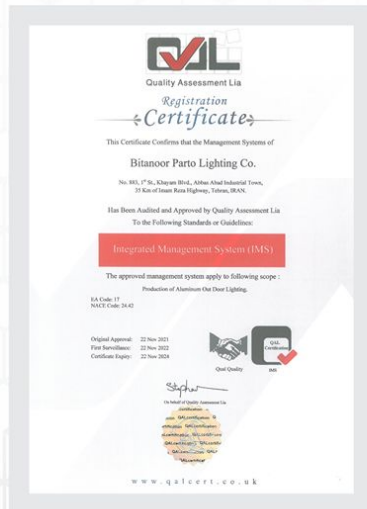 QAL
Quality Assessment Lia
Registration
Certificate
This Certificate Confirms that the Management Systems of
Bitanoor Parto Lighting Co.
No. 883, 1st St., Khayam Blvd., Abbas Abad Industrial Town,
25 Km of Imam Reza Highway, Tehran, IRAN.
Has Been Audited and Approved by Quality Assessment Lia
To the Following Standards or Guidelines:
Integrated Management System (IMS)
The approved management system apply to following scope :
Production of Aluminum Out Door Lighting.
EA Code: 17
NACE Code: 24.42
Original Approval: 22 Nov 2021
First Surveillance: 22 Nov 2022
Certificate Expiry: 22 Nov 2024
QAL
Certification
Qual Quality
IMS
On behalf of Quality Assessment Lia
www.qalcert.co.uk